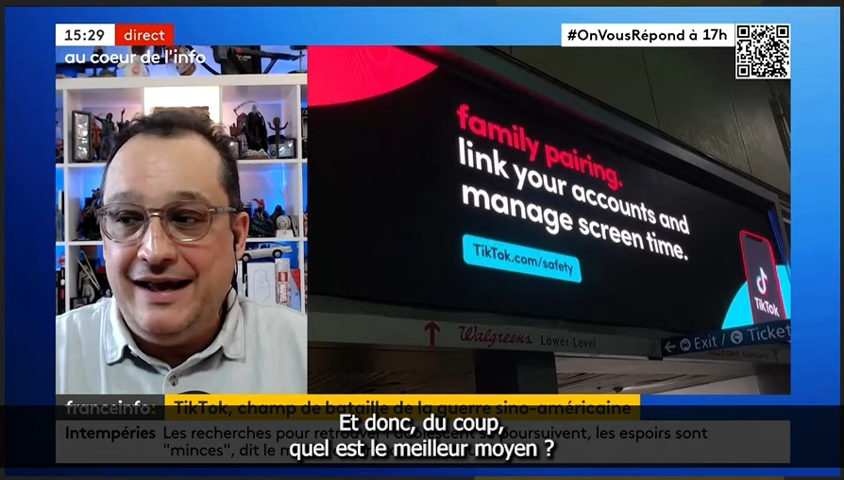 15:29 direct
#OnVousRépond à 17h
au coeur de l'info
family pairing.
link your accounts and
manage screen time.
TikTok.com/safety
TikTok
Walgreens Lower Level
Exit / Ticket
franceinfo: TikTok, champ de bataille de la guerre sino-américaine
Et donc, du coup,
Intempéries Les recherches pour retrouver l'adolescent se poursuivent, les espoirs sont
quel est le meilleur moyen ?
"minces", dit le